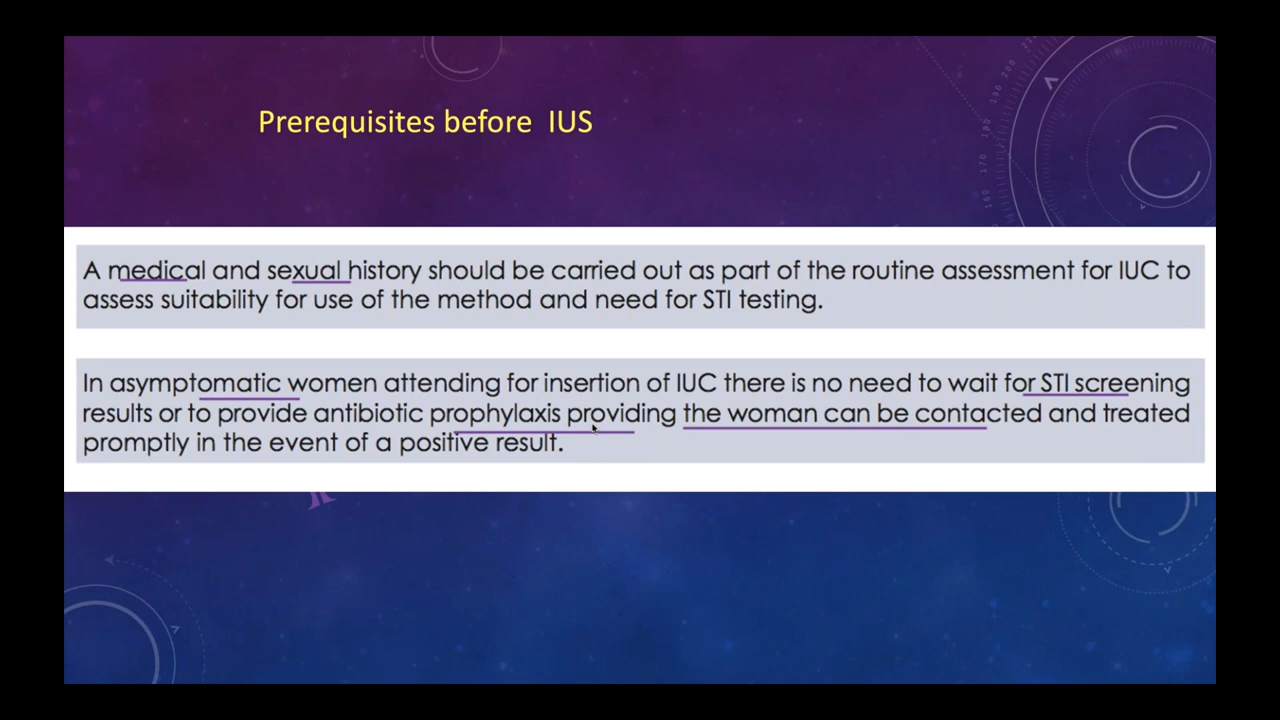 Prerequisites before IUS
A medical and sexual history should be carried out as part of the routine assessment for IUC to
assess suitability for use of the method and need for STI testing.
In asymptomatic women attending for insertion of IUC there is no need to wait for STI screening
results or to provide antibiotic prophylaxis providing the woman can be contacted and treated
promptly in the event of a positive result.